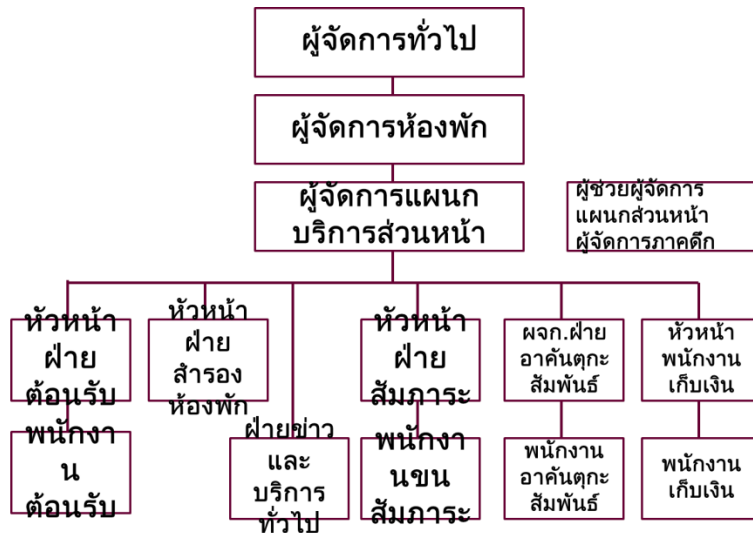 ผู้จัดการทั่วไป
ผู้จัดการห้องพัก
ผู้จัดการแผนก
บริการส่วนหน้า
ผู้ช่วยผู้จัดการ
แผนกส่วนหน้า
ผู้จัดการภาคดึก
หัวหน้า
ฝ่าย
ต้อนรับ
หัวหน้า
ฝ่าย
สำรอง
ห้องพัก
หัวหน้า
ฝ่าย
สัมภาระ
ผจก.ฝ่าย
อาคันตุกะ
สัมพันธ์
หัวหน้า
พนักงาน
เก็บเงิน
พนักงา
น
ต้อนรับ
ฝ่ายข่าว
และ
บริการ
ทั่วไป
พนักงา
นขน
สัมภาระ
พนักงาน
อาคันตุกะ
สัมพันธ์
พนักงาน
เก็บเงิน